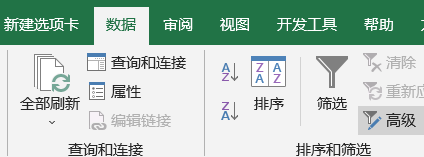 新建选项卡 数据 审阅 视图 开发工具 帮助
全部刷新
查询和连接
属性
编辑链接
查询和连接
A Z
Z A
Z A A Z
排序
筛选
清除
重新应
高级
排序和筛选